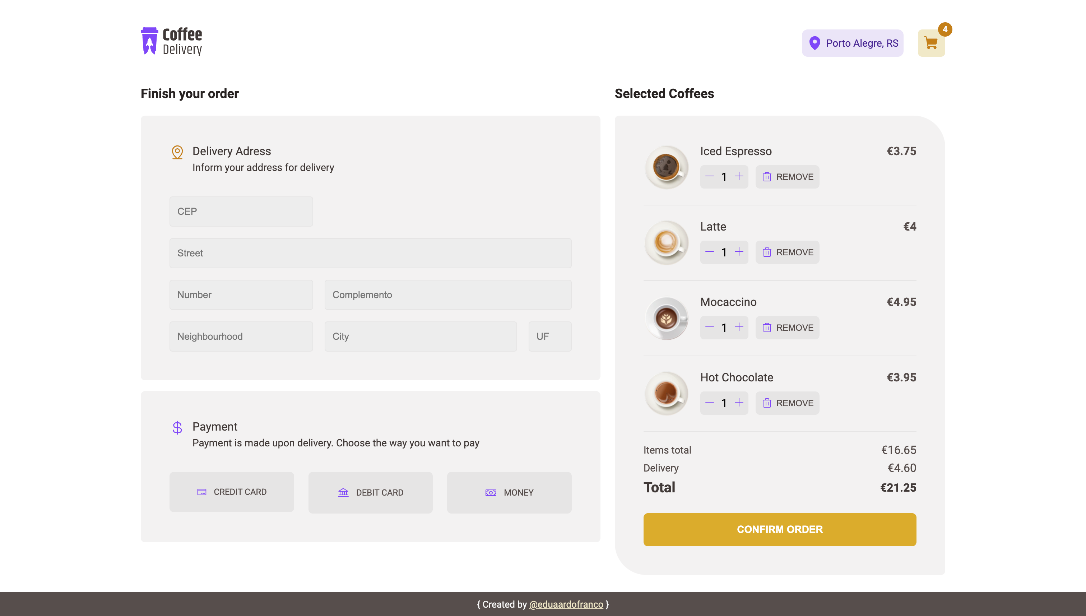 Coffee
Delivery
Porto Alegre, RS
4
Finish your order
Delivery Adress
Inform your address for delivery
CEP
Street
Number
Complemento
Neighbourhood
City
UF
Payment
Payment is made upon delivery. Choose the way you want to pay
CREDIT CARD
DEBIT CARD
MONEY
Selected Coffees
Iced Espresso
€3.75
1
REMOVE
Latte
€4
1
REMOVE
Mocaccino
€4.95
1
REMOVE
Hot Chocolate
€3.95
1
REMOVE
Items total
€16.65
Delivery
€4.60
Total
€21.25
CONFIRM ORDER
{ Created by @eduaardofranco }